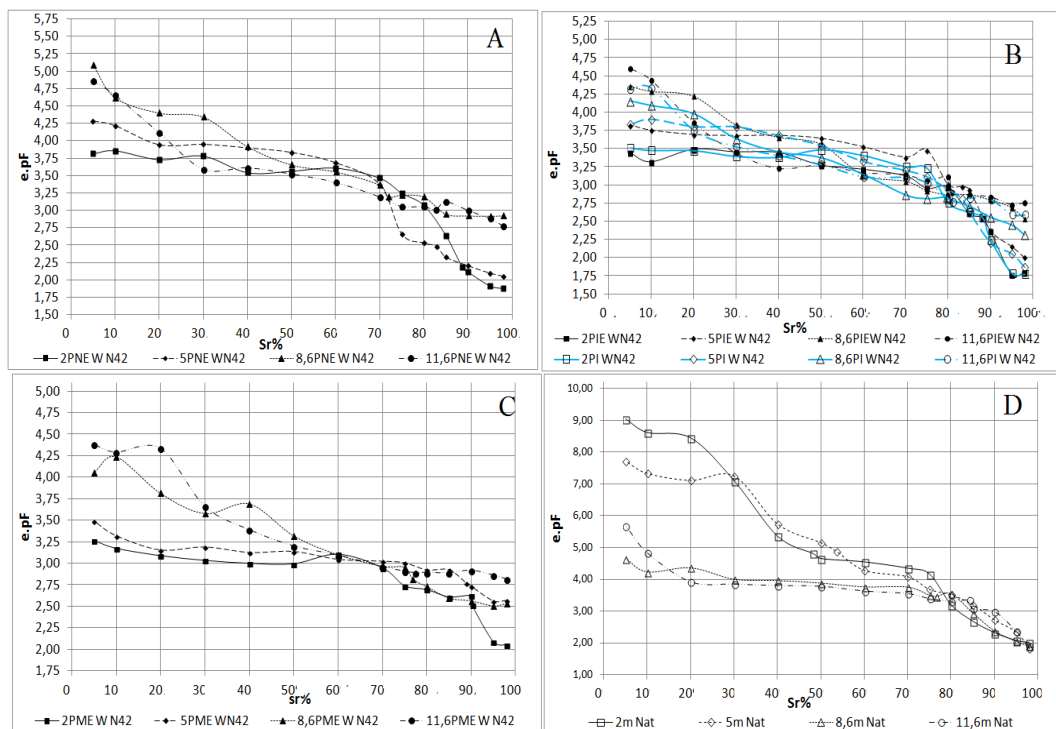 A
5,75
5,50
5,25
5,00
4,75
4,50
4,25
4,00
3,75
3,50
3,25
3,00
2,75
2,50
2,25
2,00
1,75
1,50
e.pF
0 10 20 30 40 50 60 70 80 90 100
Sr%
2PNE W N42 5PNE W N42 8,6PNE W N42 11,6PNE W N42
B
5,25
5,00
4,75
4,50
4,25
4,00
3,75
3,50
3,25
3,00
2,75
2,50
2,25
2,00
1,75
1,50
e.pF
0 10 20 30 40 50 60 70 80 90 100
Sr%
2PIE WN42 5PIE WN42 8,6PIEW N42 11,6PIEW N42
2PI WN42 5PI W N42 8,6PI WN42 11,6PI W N42
C
5,00
4,75
4,50
4,25
4,00
3,75
3,50
3,25
3,00
2,75
2,50
2,25
2,00
1,75
e.pF
0 10 20 30 40 50 60 70 80 90 100
Sr%
2PME W N42 5PME W N42 8,6PME W N42 11,6PME W N42
D
10,00
9,00
8,00
7,00
6,00
5,00
4,00
3,00
2,00
1,00
e.pF
0 10 20 30 40 50 60 70 80 90 100
Sr%
2m Nat 5m Nat 8,6m Nat 11,6m Nat